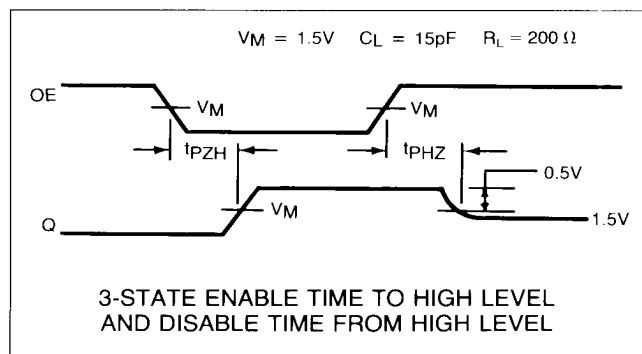 VM = 1.5V CL = 15pF RL = 200 Ω
OE
VM
VM
tPZH
tPHZ
0.5V
Q
VM
1.5V
3-STATE ENABLE TIME TO HIGH LEVEL
AND DISABLE TIME FROM HIGH LEVEL